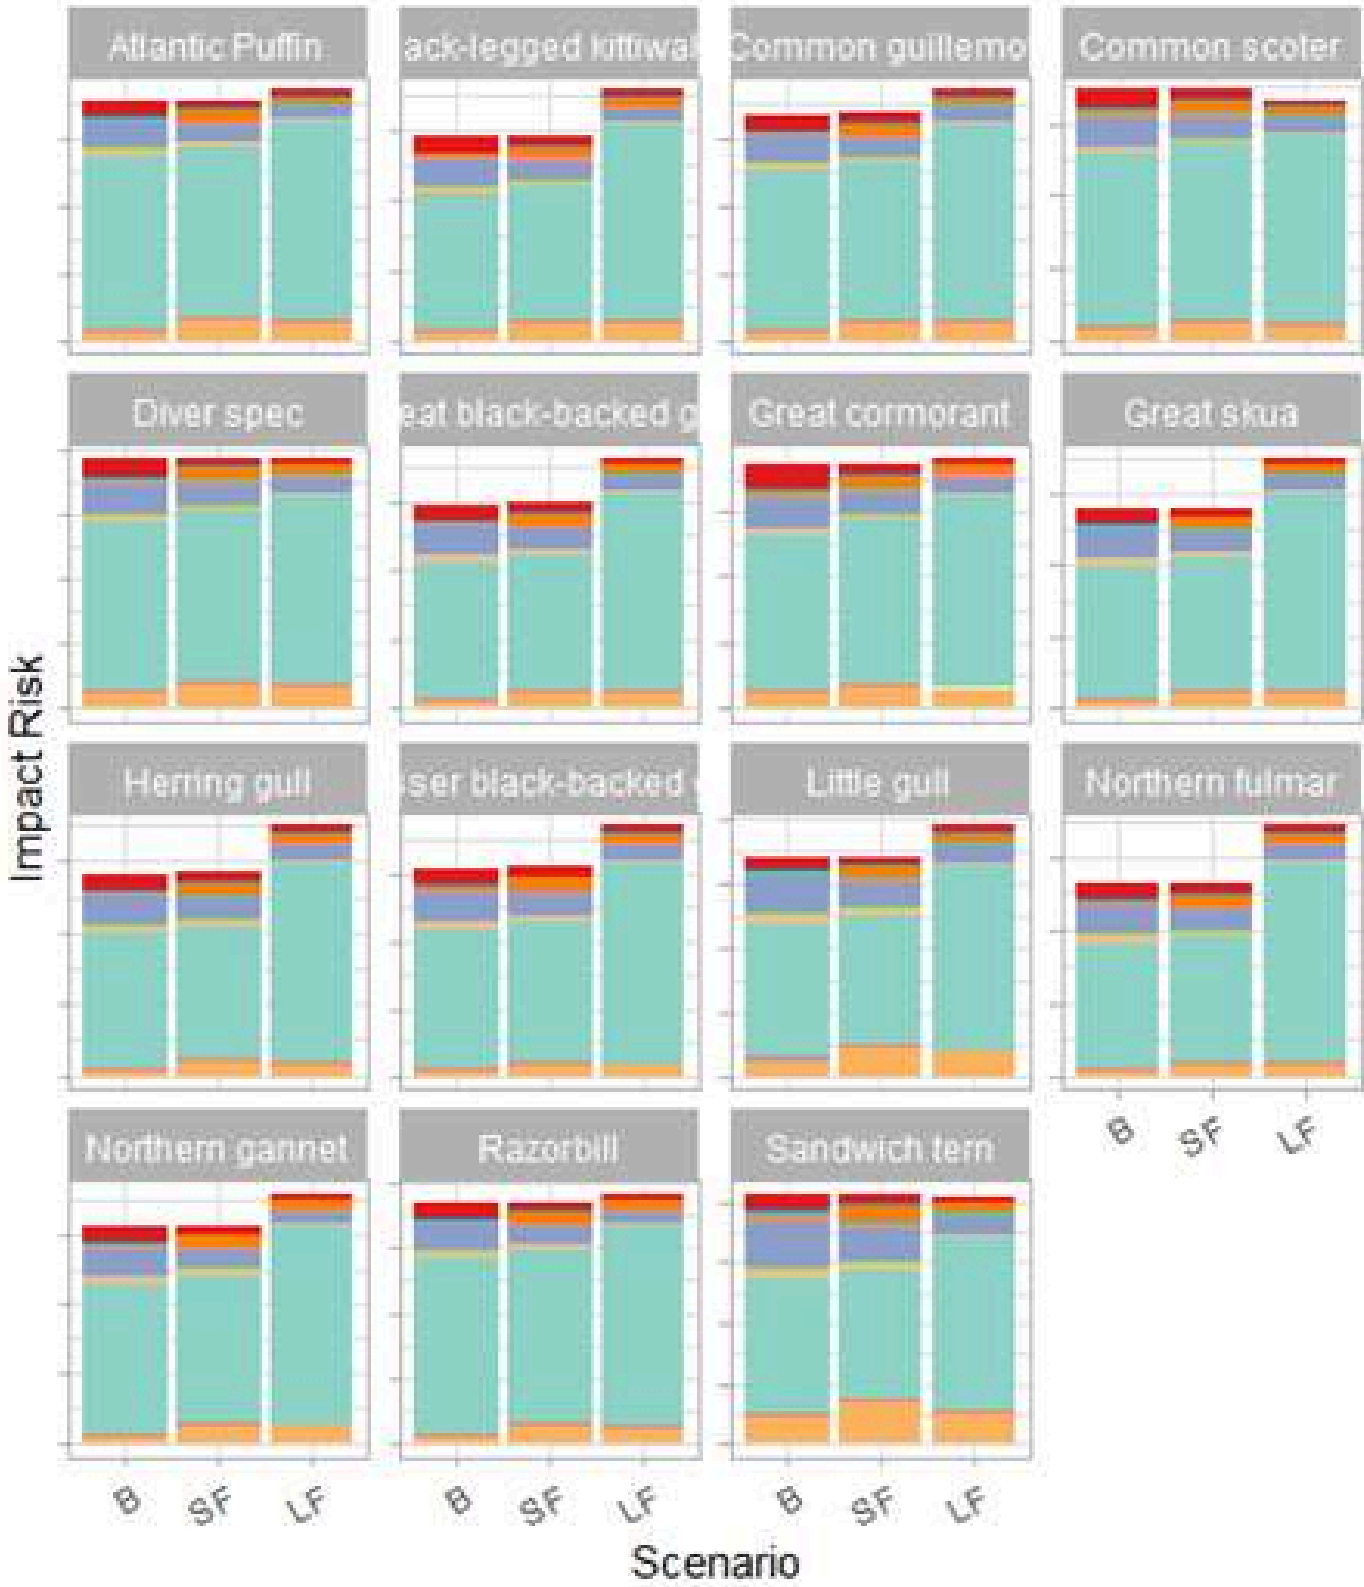 Atlantic Puffin
ack-legged kittiwak
Common guillemo
Common scoter
Diver spec
eat black-backed g
Great cormorant
Great skua
Herring gull
sser black-backed
Little gull
Northern fulmar
Northern gannet
Razorbill
Sandwich tern
B SF LF
B SF LF
B SF LF
B SF LF
Impact Risk
Scenario